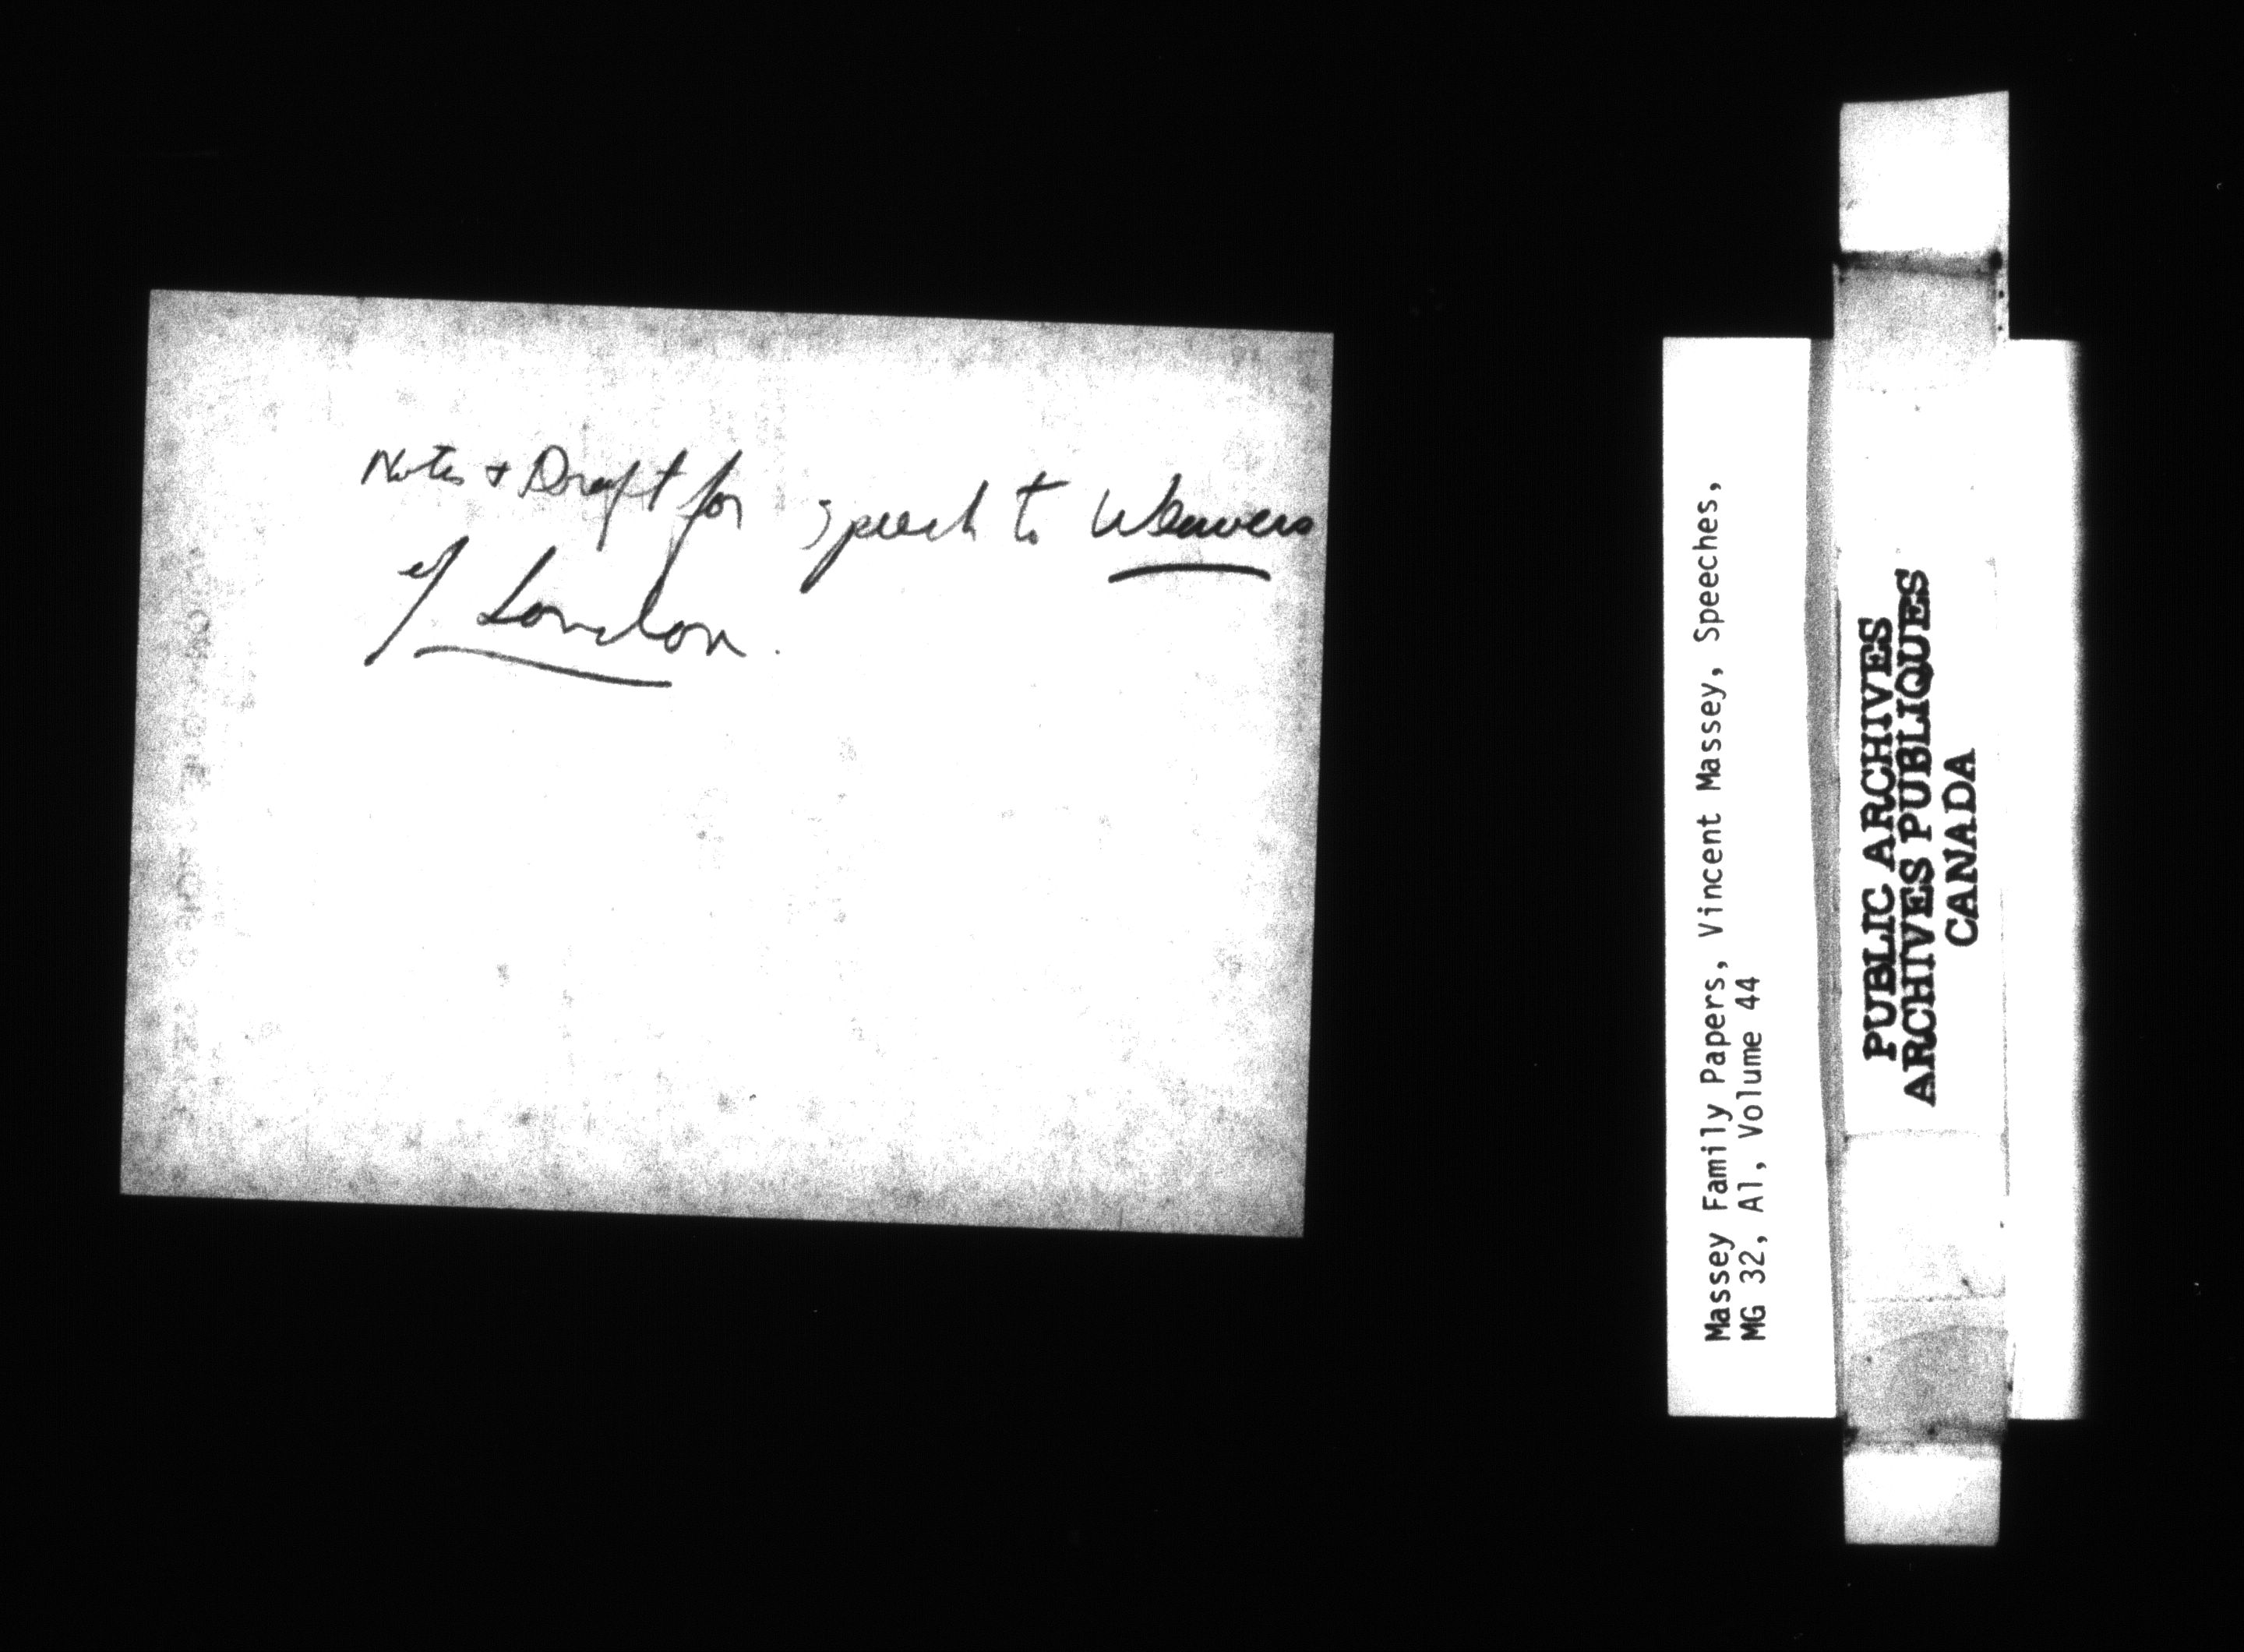 Notes & Draft for speech to Weavers
of London.
Massey Family Papers, Vincent Massey, Speeches,
MG 32, A1, Volume 44
PUBLIC ARCHIVES
ARCHIVES PUBLIQUES
CANADA